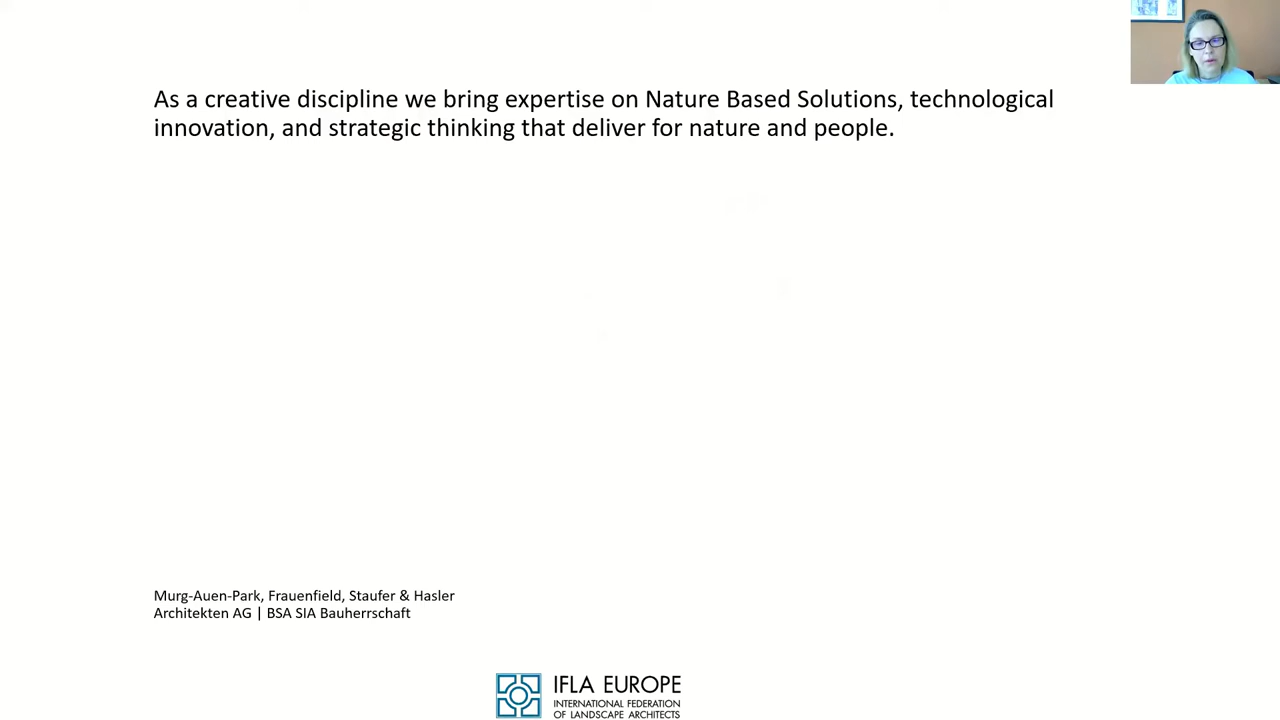 As a creative discipline we bring expertise on Nature Based Solutions, technological
innovation, and strategic thinking that deliver for nature and people.
Murg-Auen-Park, Frauenfield, Staufer & Hasler
Architekten AG | BSA SIA Bauherrschaft
IFLA EUROPE
INTERNATIONAL FEDERATION
OF LANDSCAPE ARCHITECTS